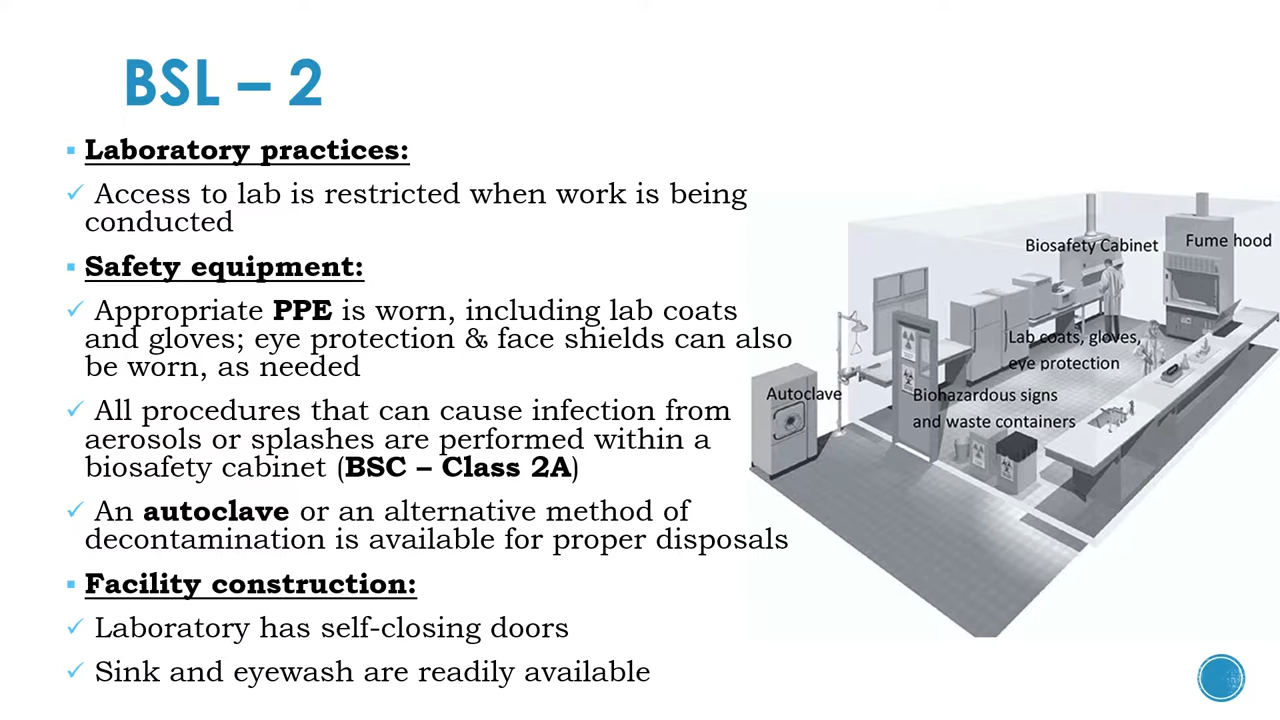 BSL – 2
Laboratory practices:
Access to lab is restricted when work is being
conducted
Safety equipment:
Appropriate PPE is worn, including lab coats
and gloves; eye protection & face shields can also
be worn, as needed
All procedures that can cause infection from
aerosols or splashes are performed within a
biosafety cabinet (BSC – Class 2A)
An autoclave or an alternative method of
decontamination is available for proper disposals
Facility construction:
Laboratory has self-closing doors
Sink and eyewash are readily available
Biosafety Cabinet
Fume hood
Lab coats, gloves,
eye protection
Autoclave
Biohazardous signs
and waste containers